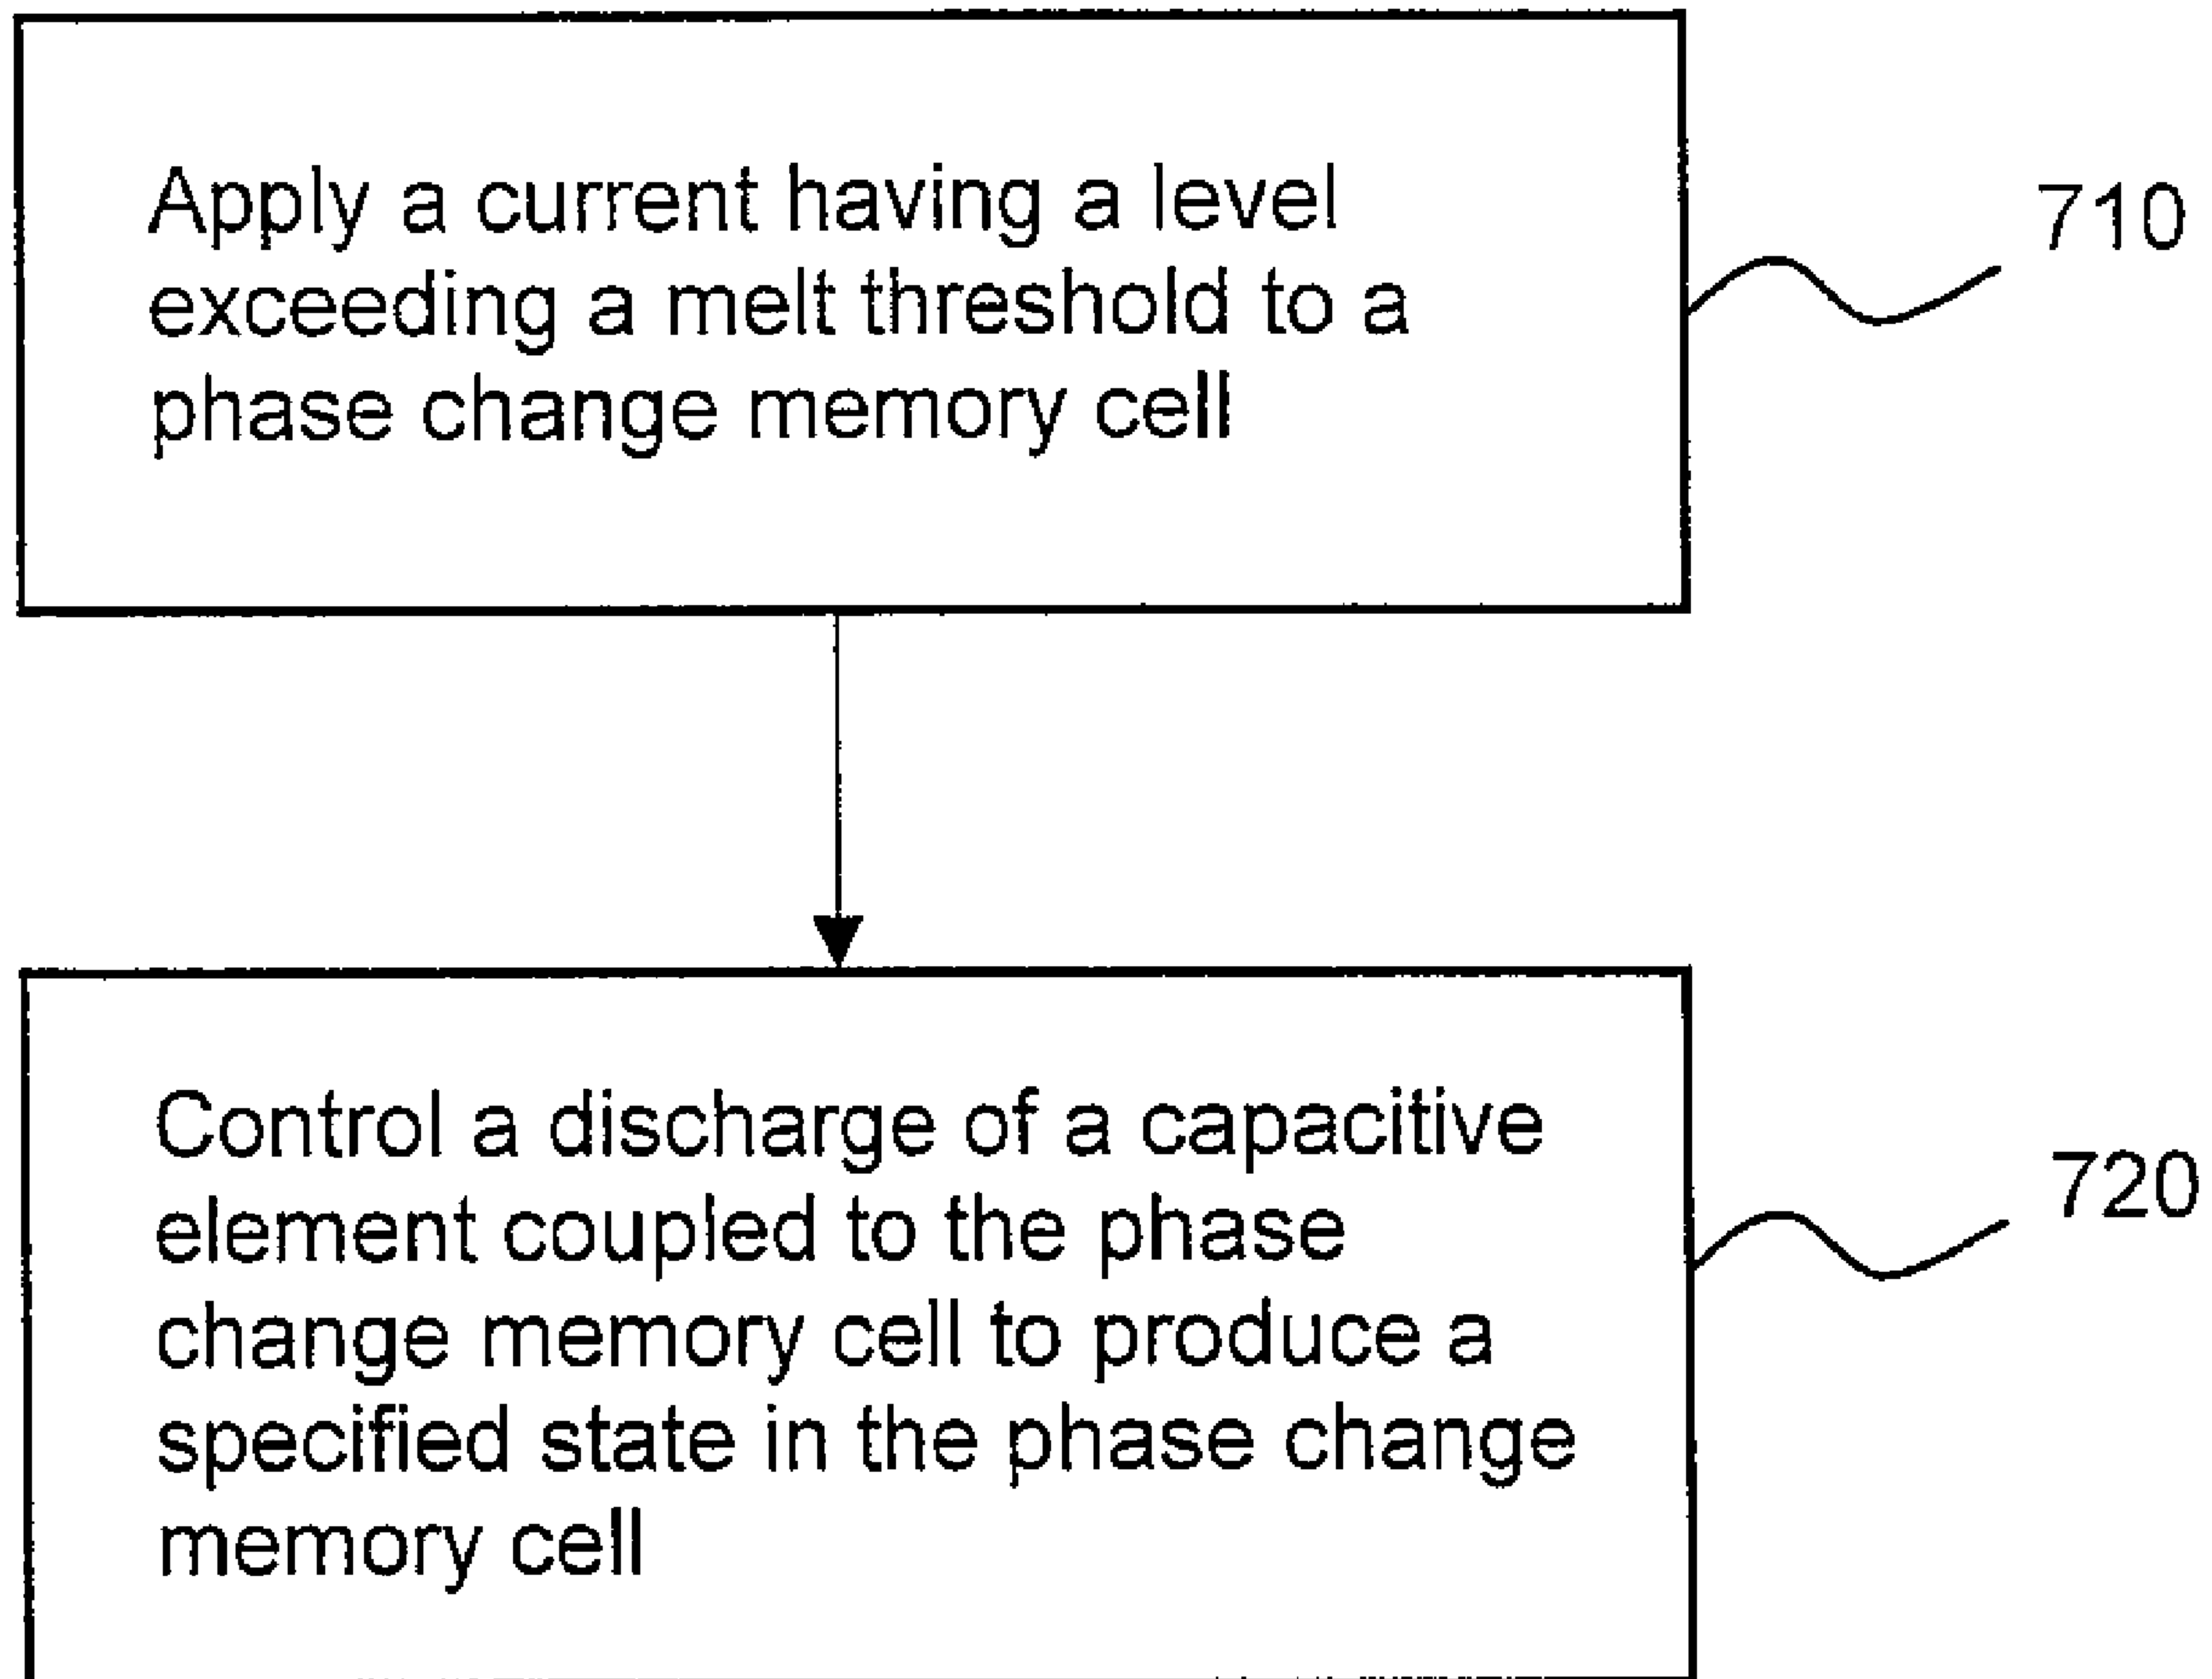 Apply a current having a level
exceeding a melt threshold to a
phase change memory cell
710
Control a discharge of a capacitive
element coupled to the phase
change memory cell to produce a
specified state in the phase change
memory cell
720